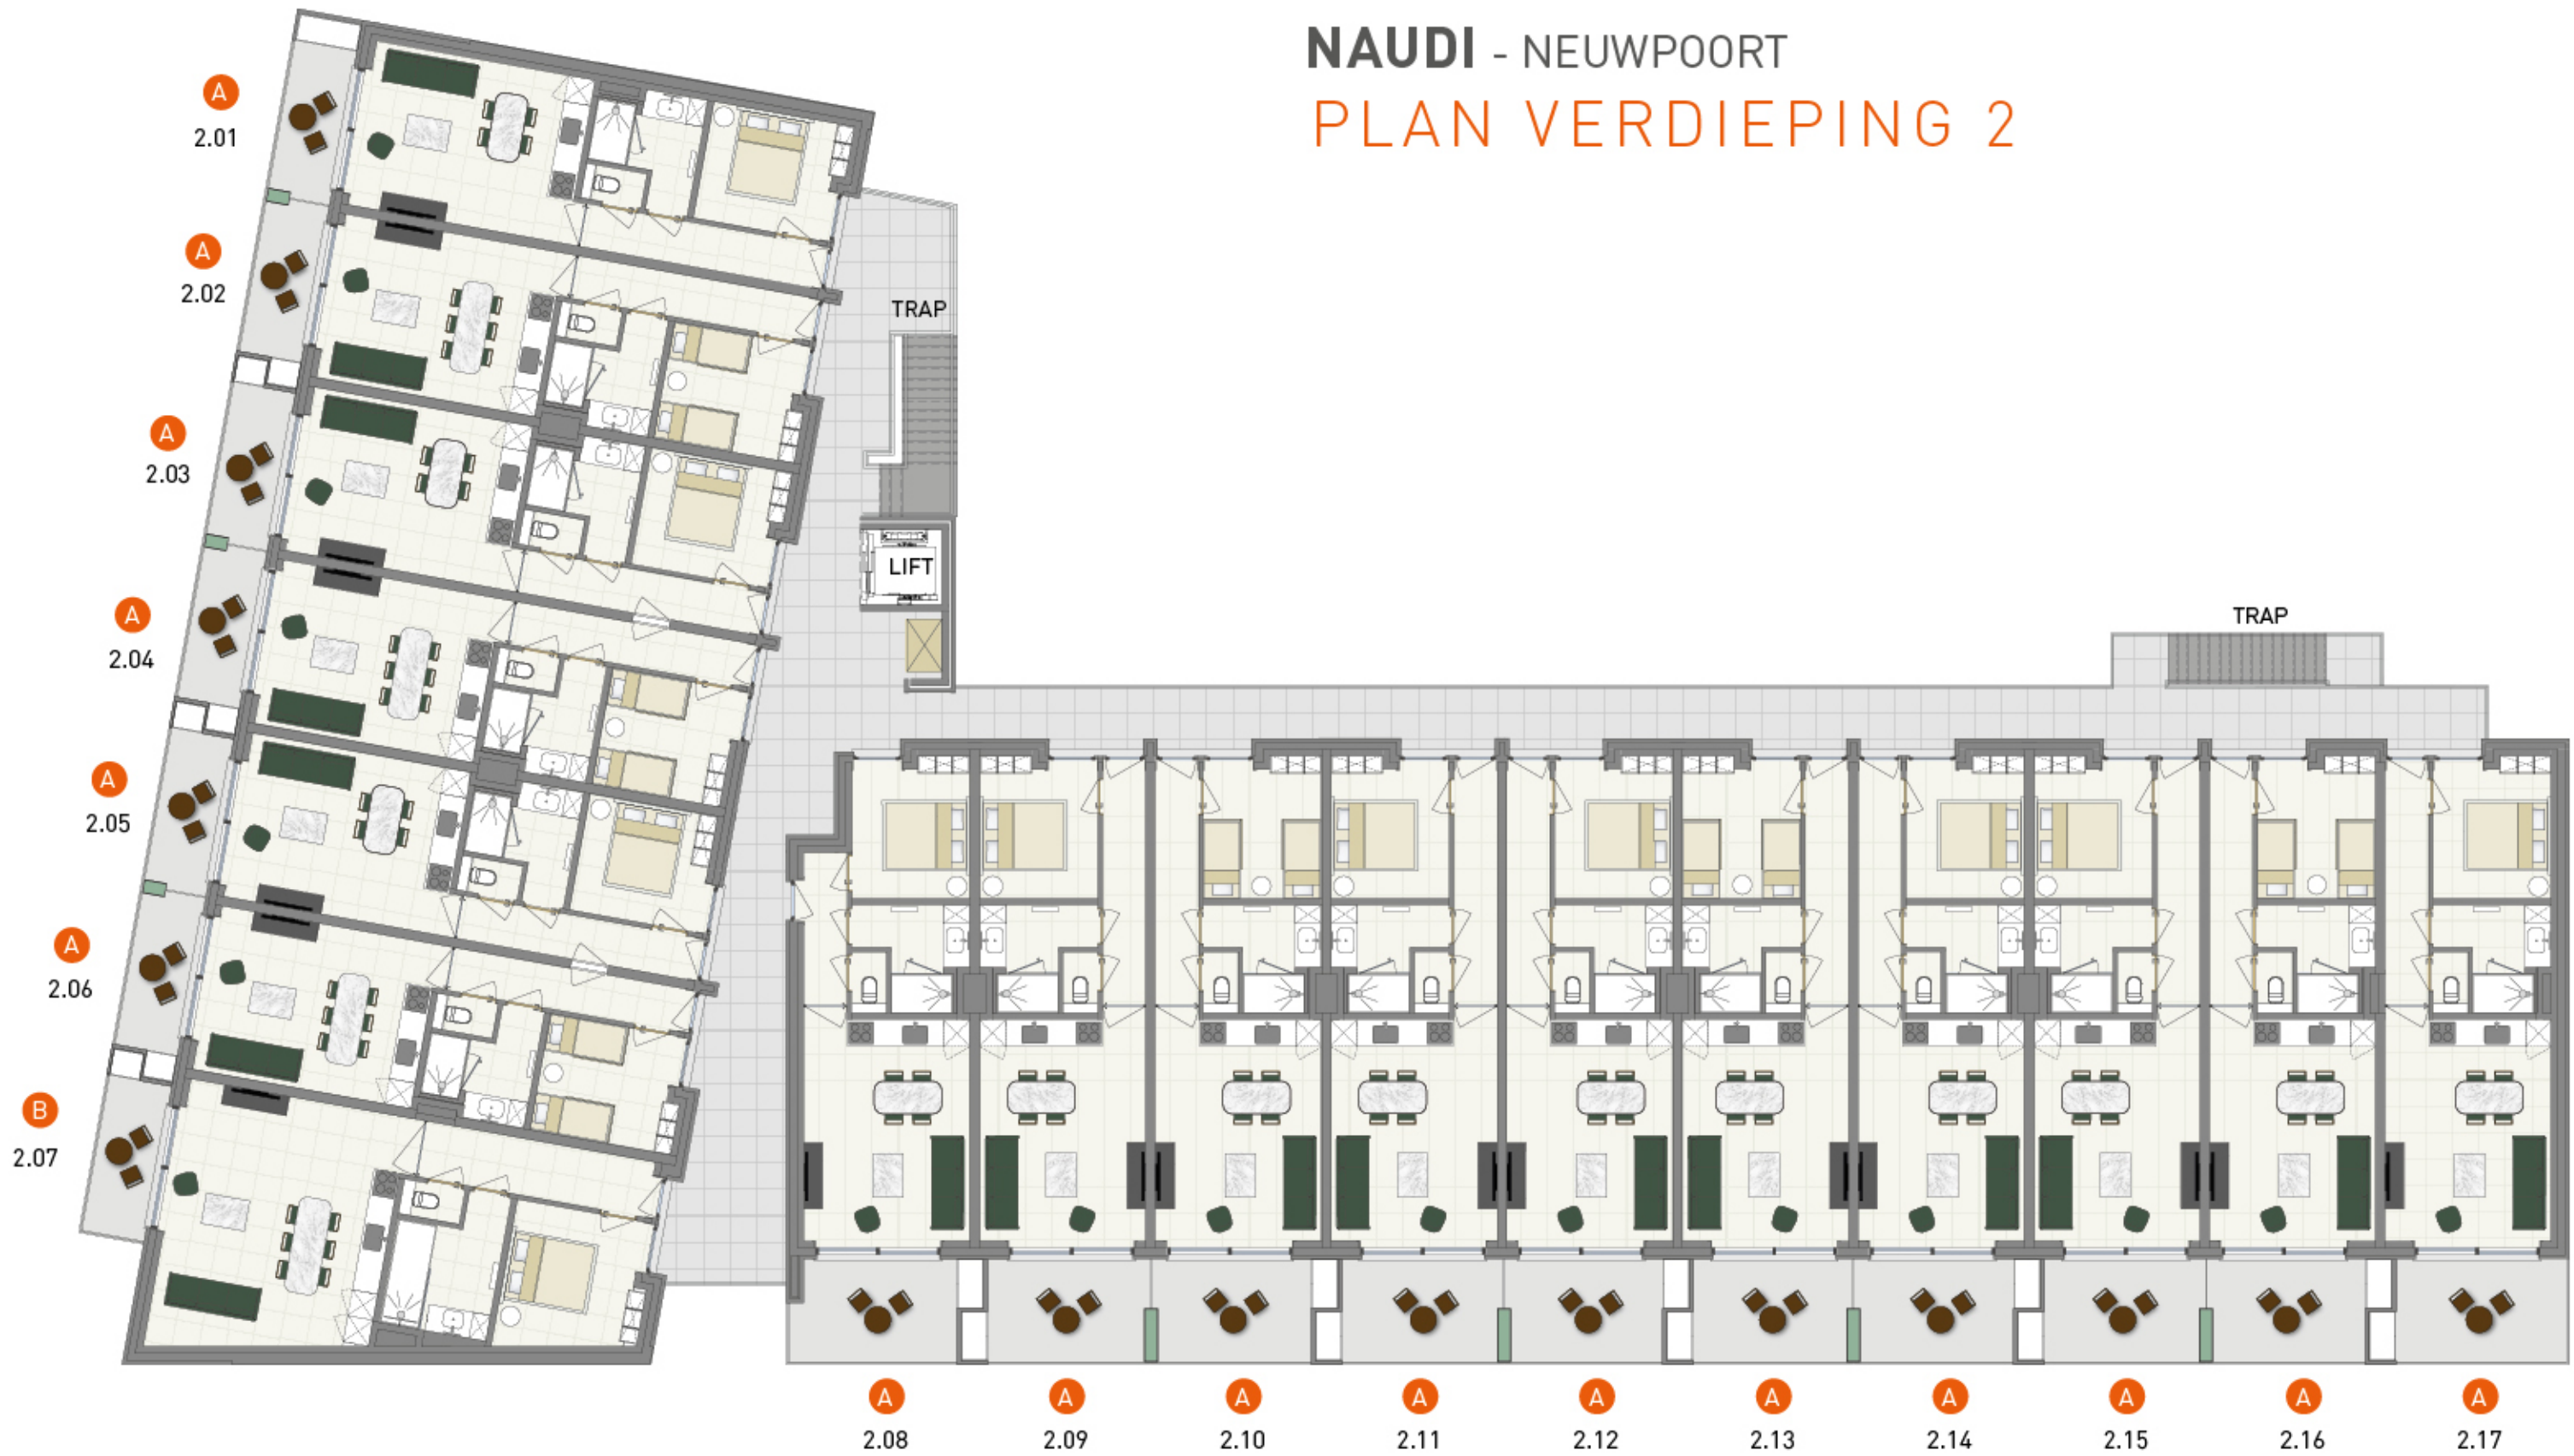 NAUDI - NEUWPOORT
PLAN VERDIEPING 2
A
2.01
A
2.02
TRAP
A
2.03
LIFT
A
2.04
TRAP
A
2.05
A
2.06
B
2.07
A A A A A A A A A A
2.08 2.09 2.10 2.11 2.12 2.13 2.14 2.15 2.16 2.17